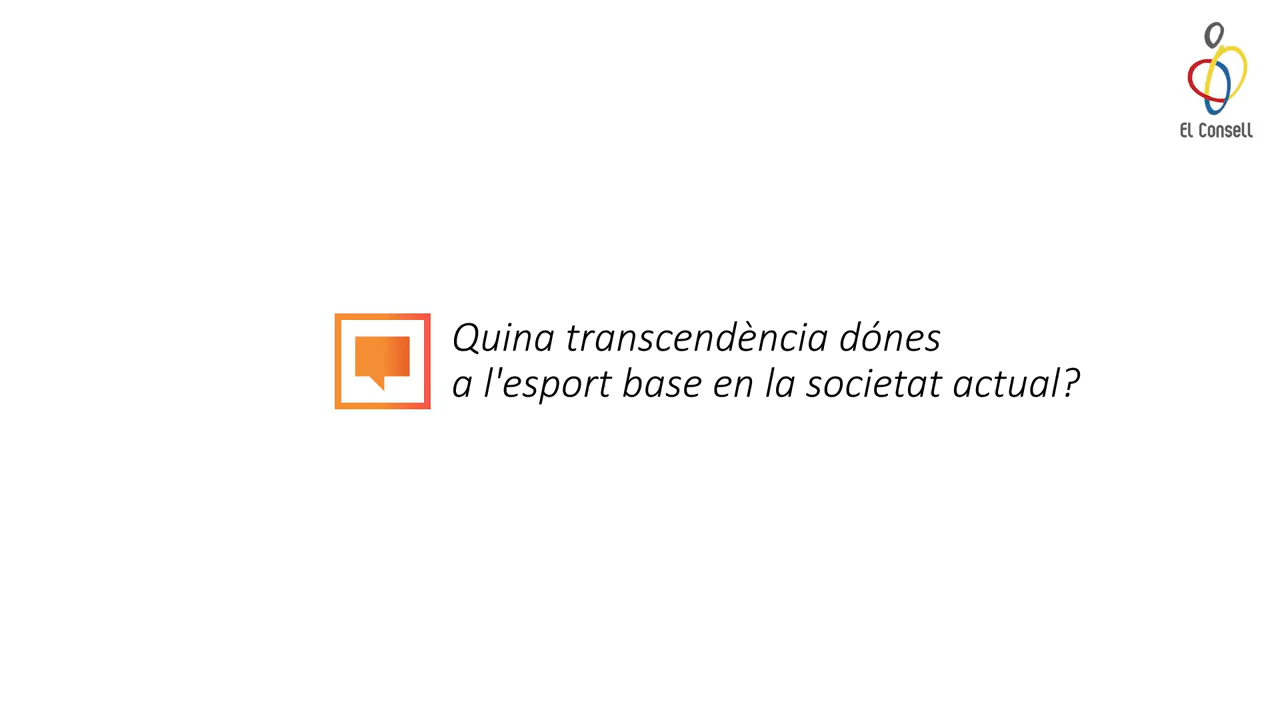 El Consell
Quina transcendència dónes
a l'esport base en la societat actual?